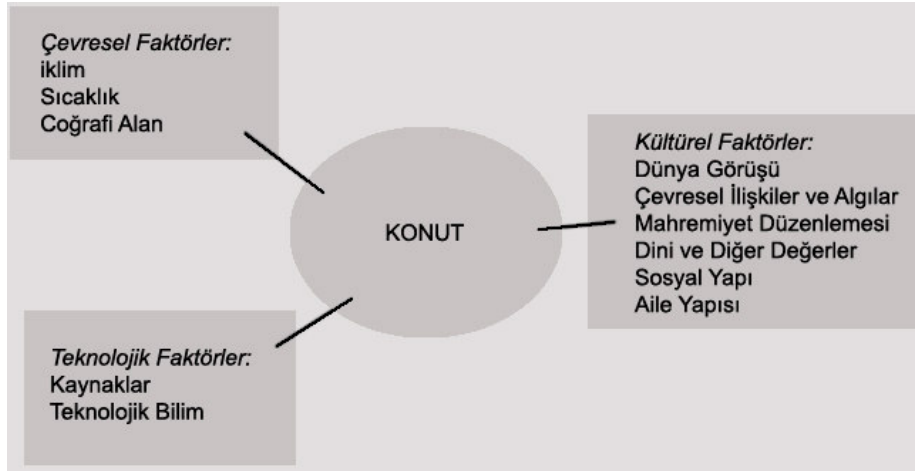 Çevresel Faktörler:
iklim
Sıcaklık
Coğrafi Alan
KONUT
Kültürel Faktörler:
Dünya Görüşü
Çevresel İlişkiler ve Algılar
Mahremiyet Düzenlemesi
Dini ve Diğer Değerler
Sosyal Yapı
Aile Yapısı
Teknolojik Faktörler:
Kaynaklar
Teknolojik Bilim